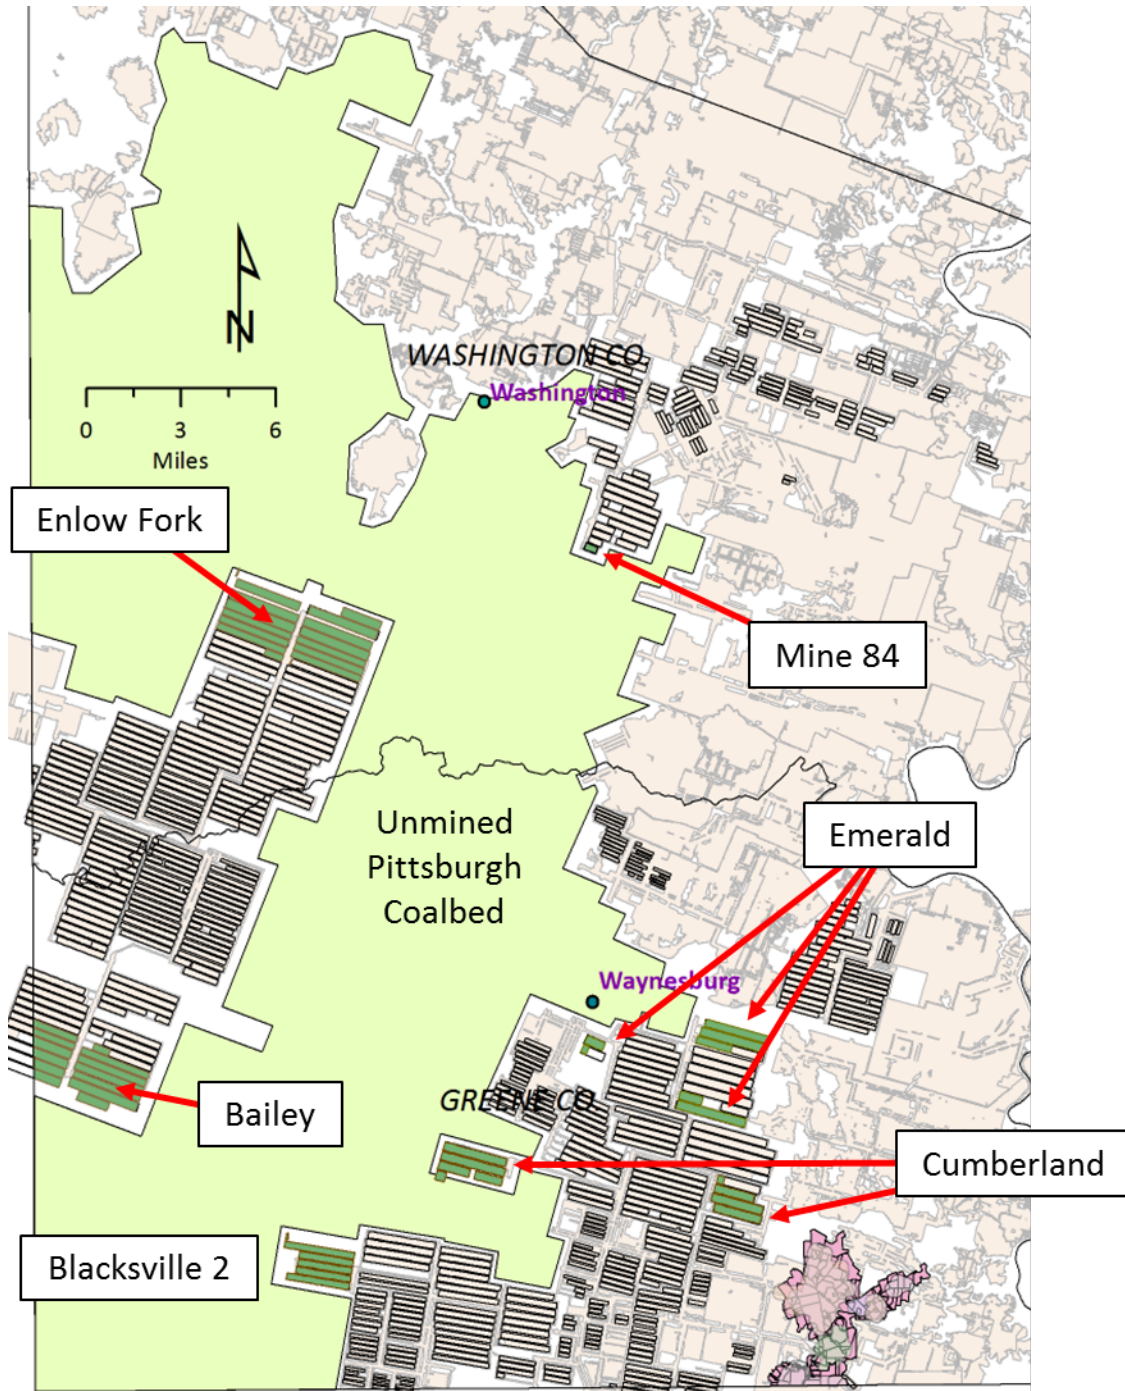 N
WASHINGTON CO.
Washington
0 3 6
Miles
Enlow Fork
Mine 84
Unmined
Pittsburgh
Coalbed
Emerald
Waynesburg
GREENE CO.
Bailey
Cumberland
Blacksville 2